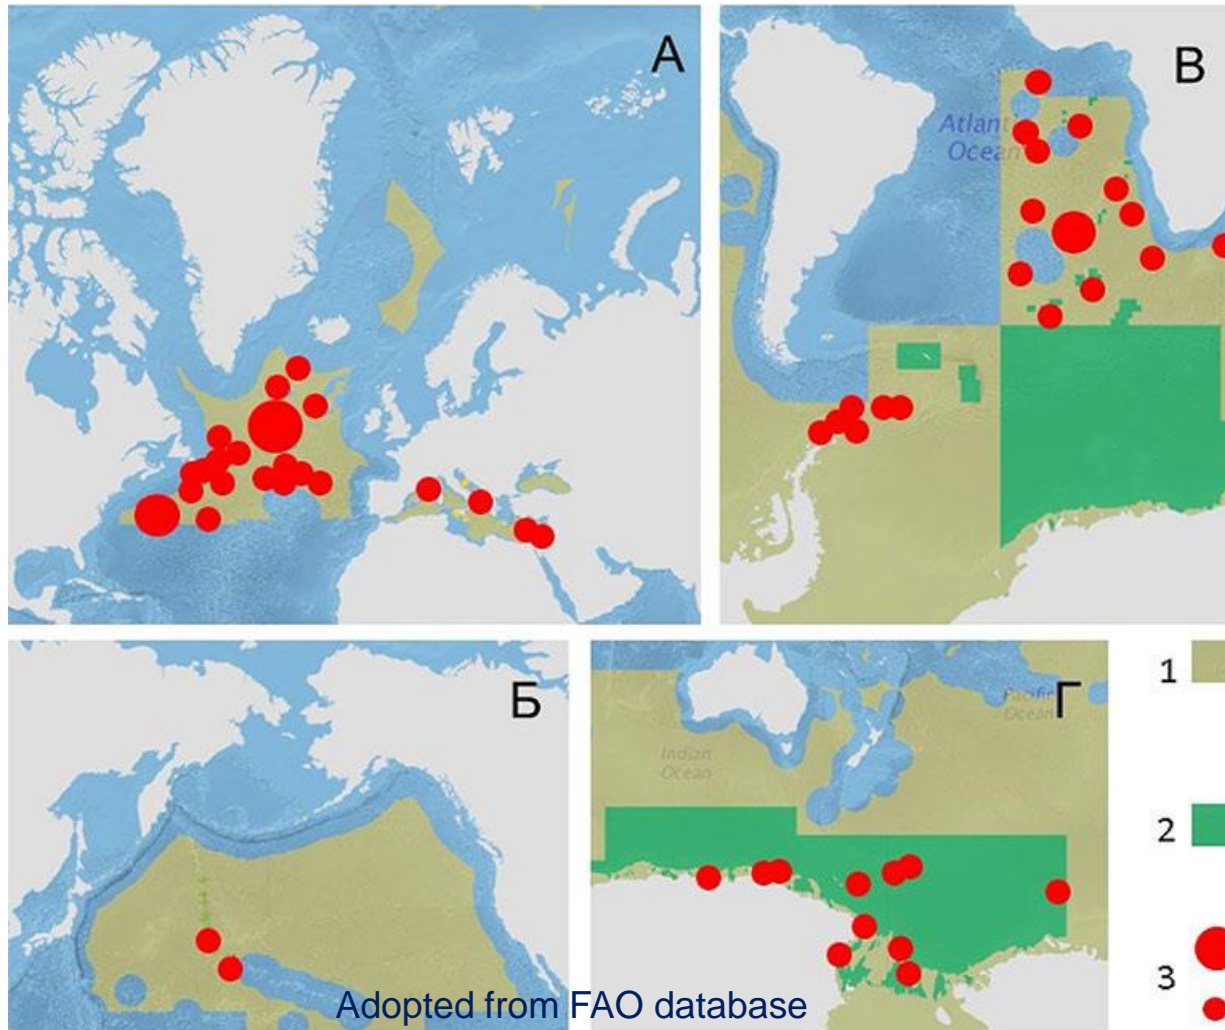 А
В
Atlantic
Ocean
Б
Г
Pacific
Ocean
Indian
Ocean
1
2
3
Adopted from FAO database